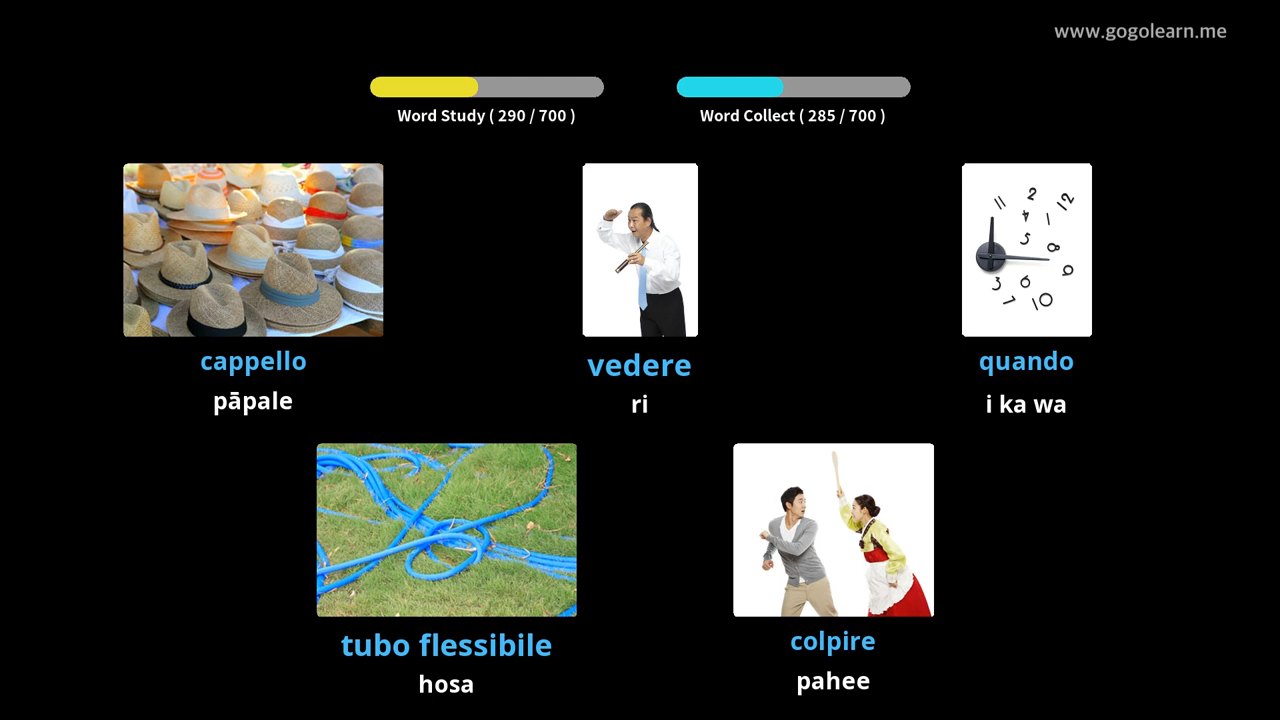 www.gogolearn.me
Word Study ( 290 / 700 )
Word Collect ( 285 / 700 )
cappello
pāpale
vedere
ri
quando
i ka wa
tubo flessibile
hosa
colpire
pahee